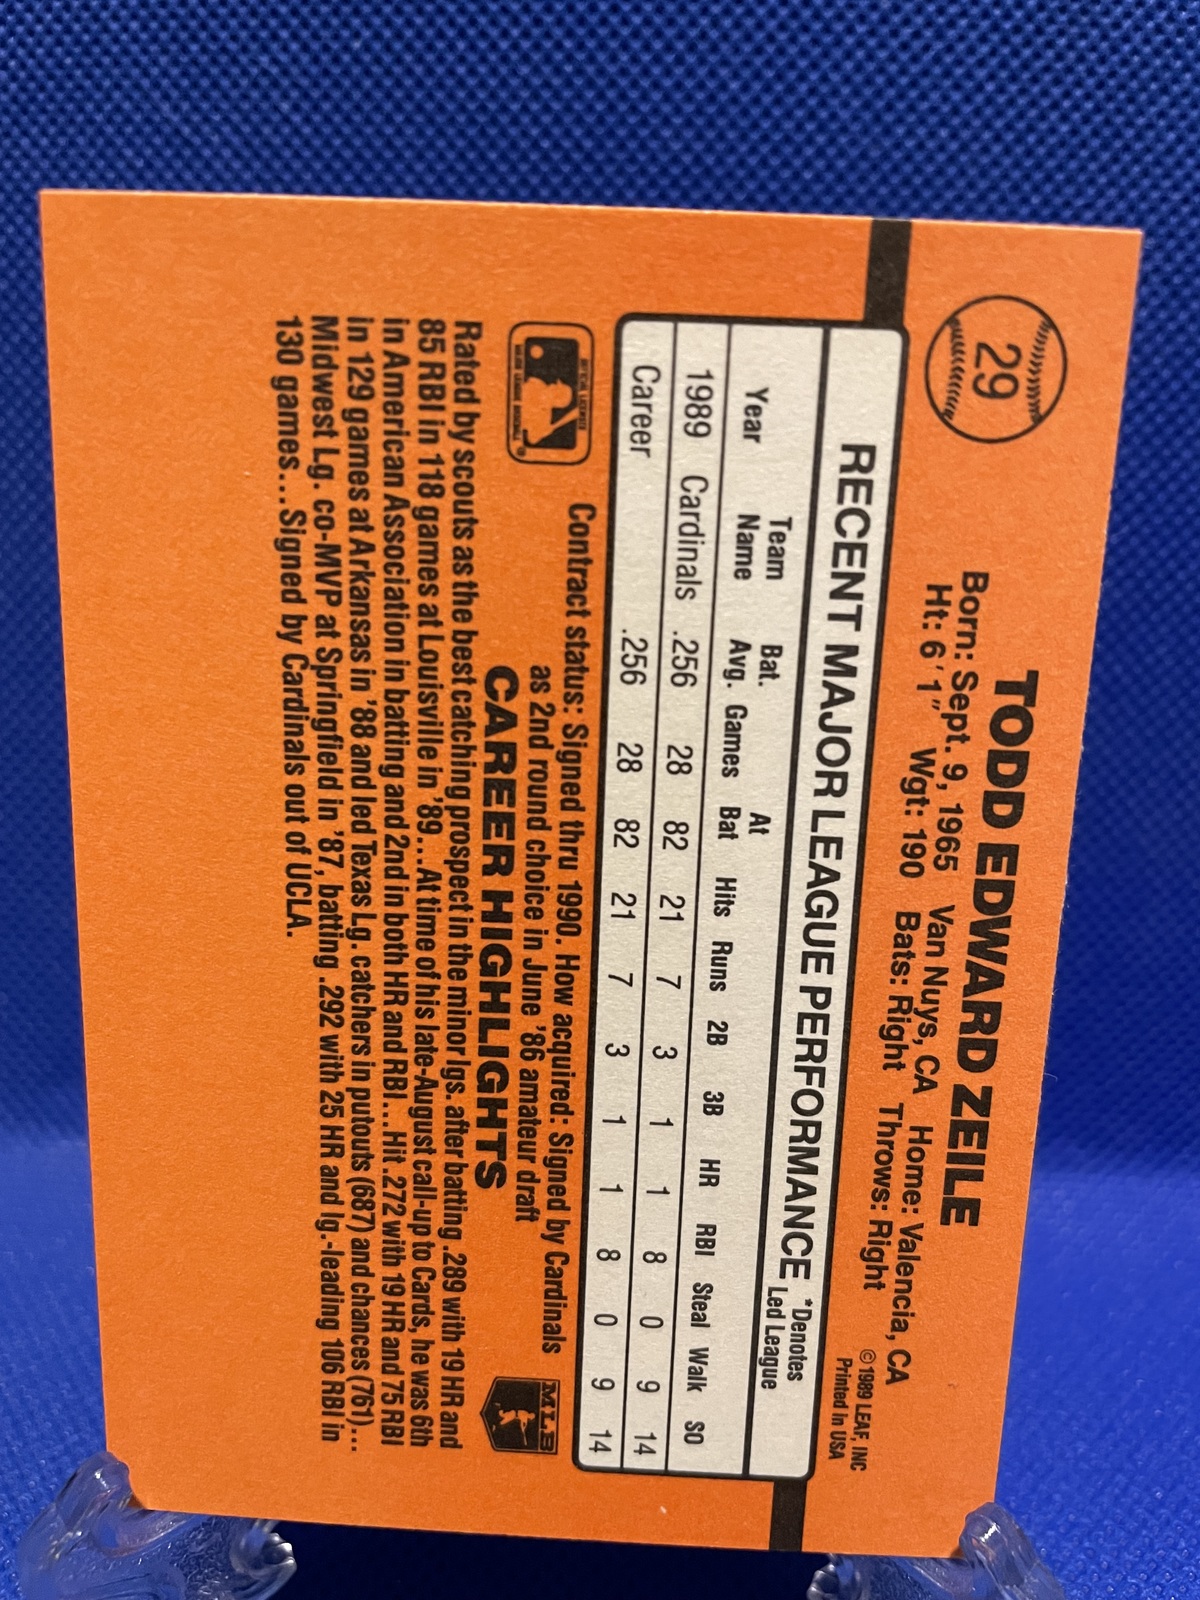 29
TODD EDWARD ZEILE
Born: Sept. 9, 1965 Van Nuys, CA Home: Valencia, CA
Ht: 6' 1" Wgt: 190 Bats: Right Throws: Right
©1989 LEAF, INC
Printed In USA
RECENT MAJOR LEAGUE PERFORMANCE *Denotes Led League
Year Team Name Bat. Avg. Games At Bat Hits Runs 2B 3B HR RBI Steal Walk SO
1989 Cardinals .256 28 82 21 7 3 1 1 8 0 9 14
Career .256 28 82 21 7 3 1 1 8 0 9 14
Contract status: Signed thru 1990. How acquired: Signed by Cardinals
as 2nd round choice in June '86 amateur draft
MLB
CAREER HIGHLIGHTS
Rated by scouts as the best catching prospect in the minor lgs. after batting .289 with 19 HR and
85 RBI in 118 games at Louisville in '89...At time of his late-August call-up to Cards, he was 6th
in American Association in batting and 2nd in both HR and RBI...Hit .272 with 19 HR and 75 RBI
in 129 games at Arkansas in '88 and led Texas Lg. catchers in putouts (687) and chances (761)...
Midwest Lg. co-MVP at Springfield in '87, batting .292 with 25 HR and lg.-leading 106 RBI in
130 games...Signed by Cardinals out of UCLA.